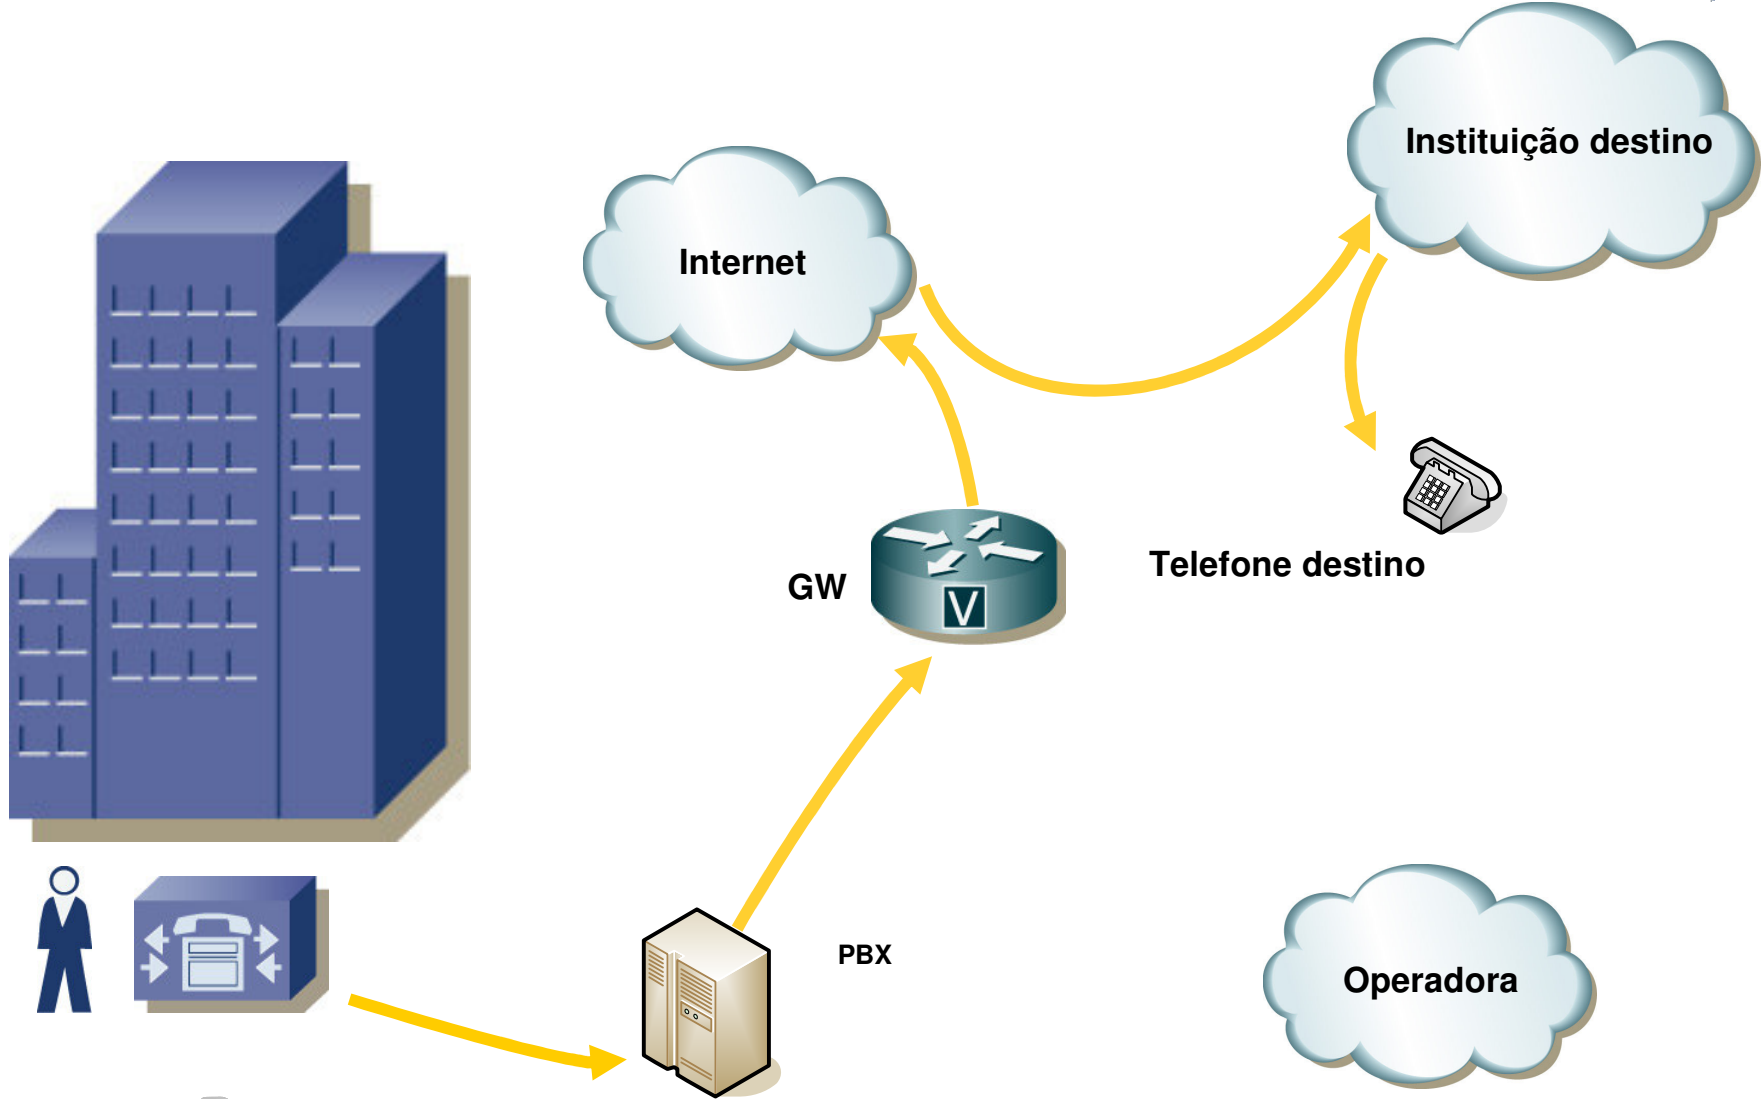 Instituição destino
Internet
Telefone destino
GW
V
PBX
Operadora